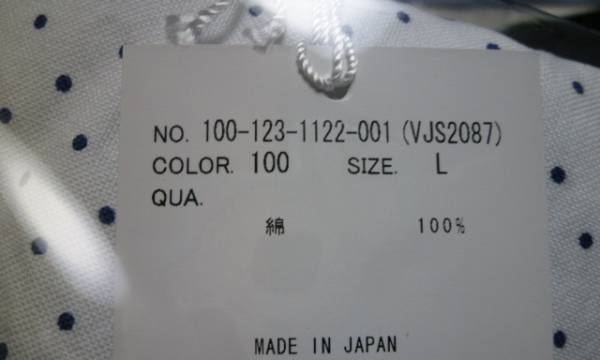 NO. 100-123-1122-001 (VJS2087)
COLOR. 100 SIZE. L
QUA.
綿 100%
MADE IN JAPAN